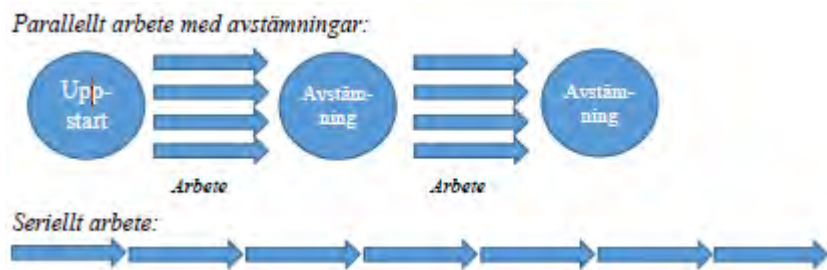 Parallellt arbete med avstämningar:
Upp-
start
Avstäm-
ning
Avstäm-
ning
Arbete
Arbete
Seriellt arbete: